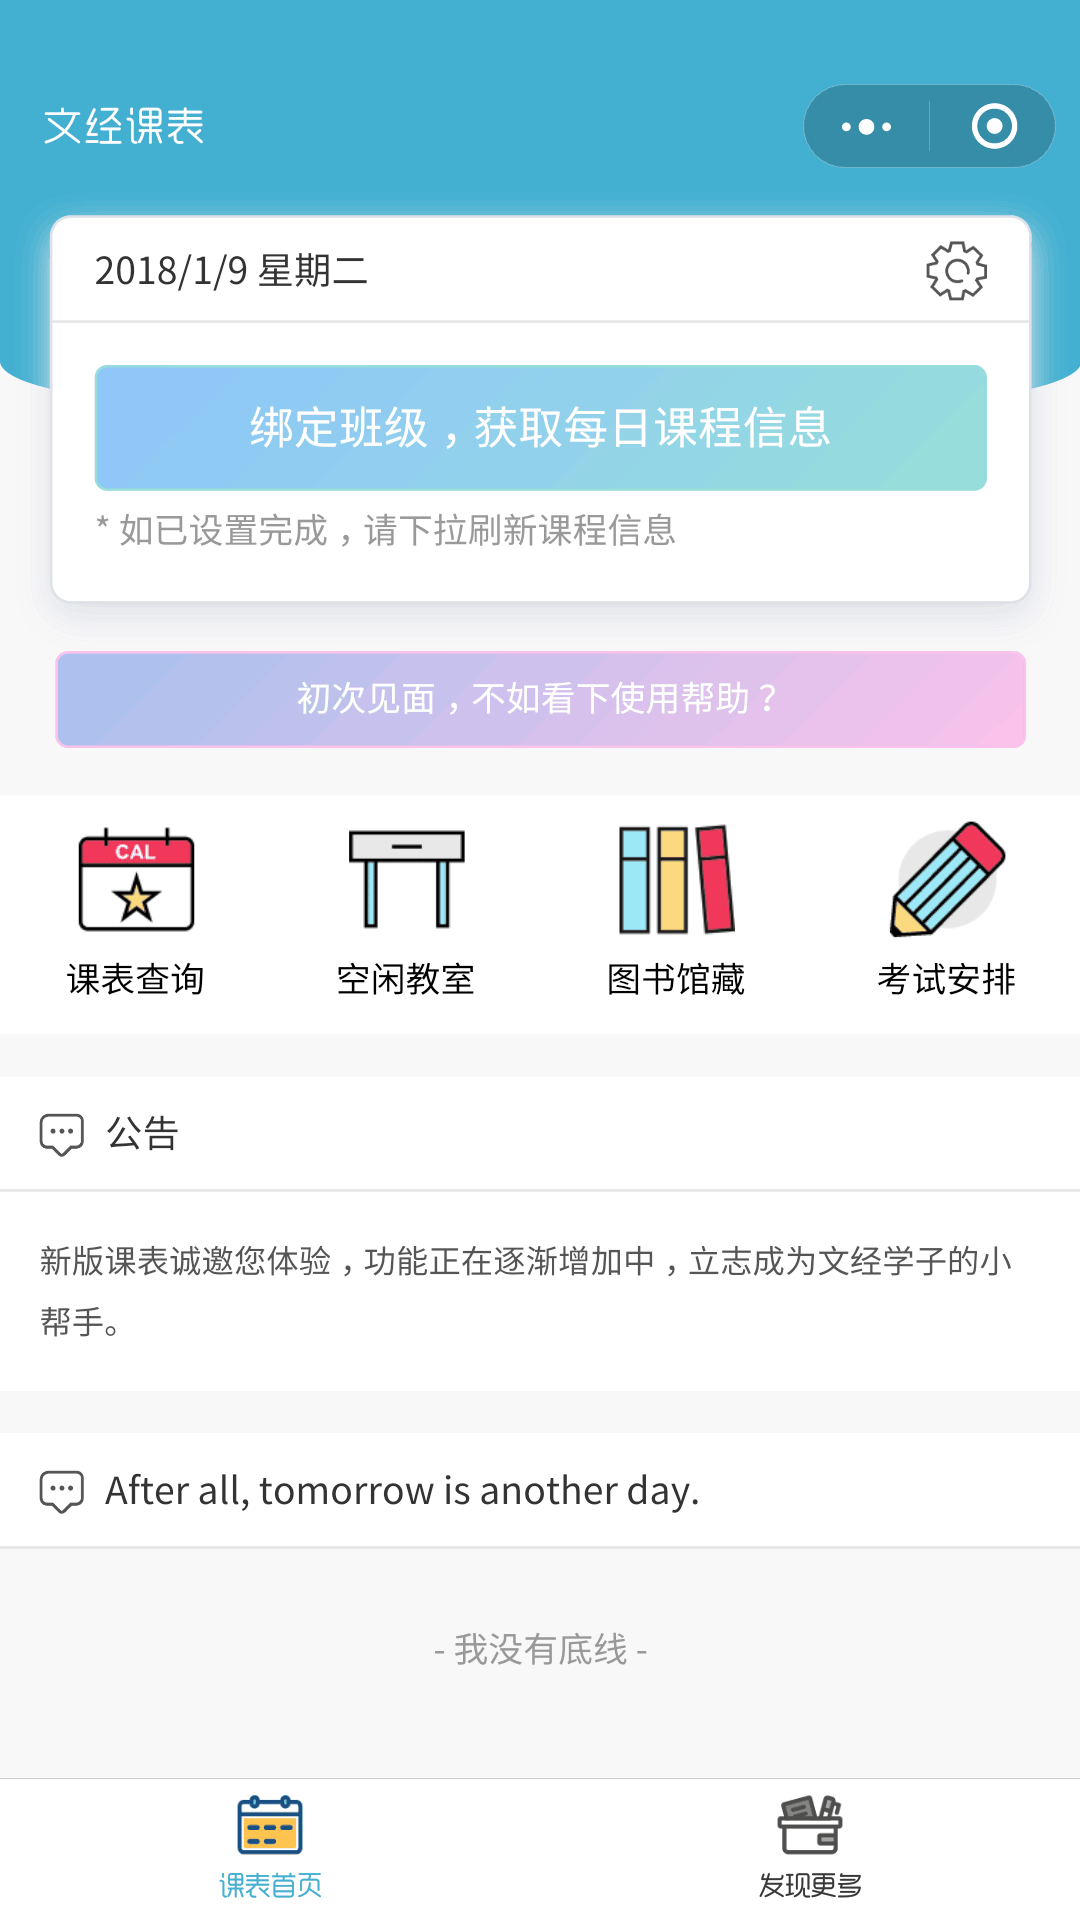 文经课表
2018/1/9 星期二
绑定班级，获取每日课程信息
* 如已设置完成，请下拉刷新课程信息
初次见面，不如看下使用帮助？
CAL
课表查询
空闲教室
图书馆藏
考试安排
公告
新版课表诚邀您体验，功能正在逐渐增加中，立志成为文经学子的小
帮手。
After all, tomorrow is another day.
- 我没有底线 -
课表首页
发现更多